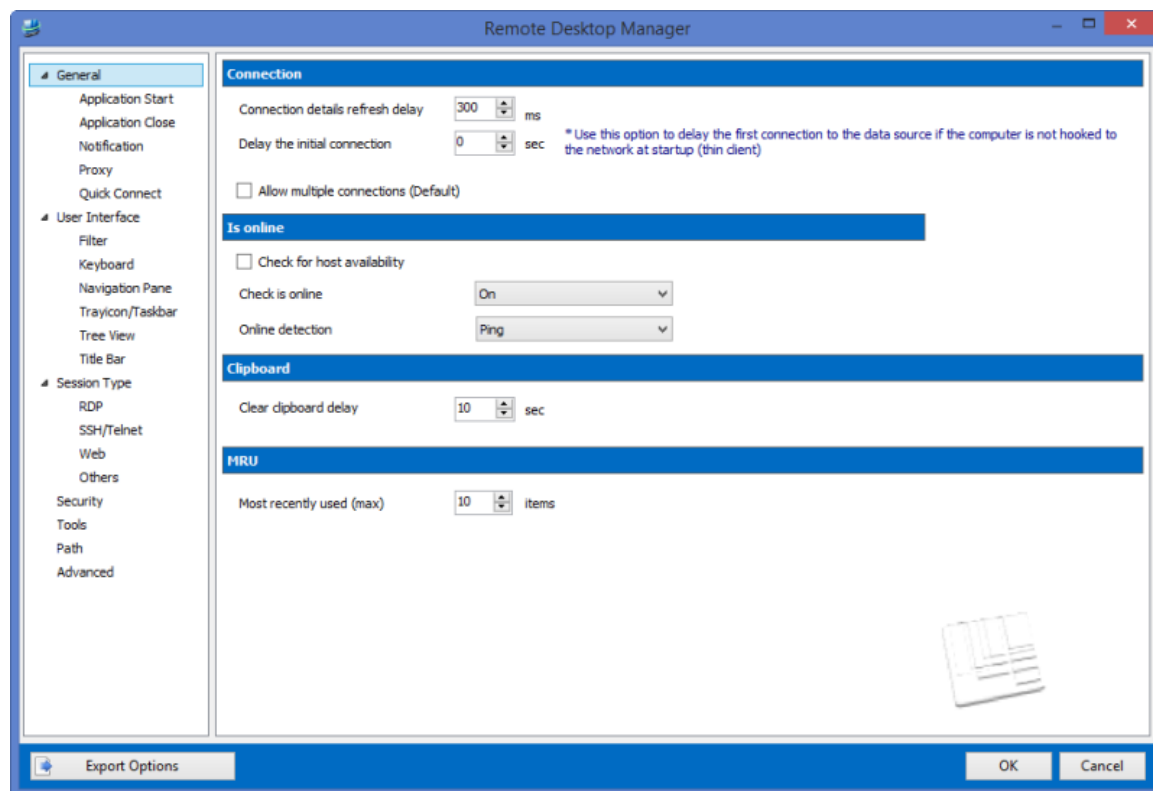 Remote Desktop Manager
General
Application Start
Application Close
Notification
Proxy
Quick Connect
User Interface
Filter
Keyboard
Navigation Pane
Trayicon/Taskbar
Tree View
Title Bar
Session Type
RDP
SSH/Telnet
Web
Others
Security
Tools
Path
Advanced
Connection
Connection details refresh delay 300 ms
Delay the initial connection 0 sec
*Use this option to delay the first connection to the data source if the computer is not hooked to
the network at startup (thin client)
Allow multiple connections (Default)
Is online
Check for host availability
Check is online On
Online detection Ping
Clipboard
Clear clipboard delay 10 sec
MRU
Most recently used (max) 10 items
Export Options
OK
Cancel